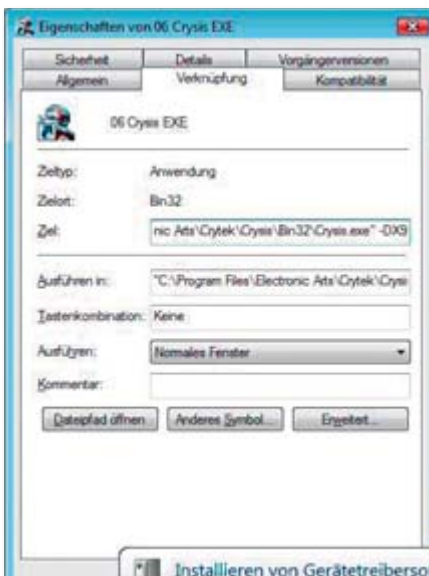 Eigenschaften von 06 Crysis EXE
Sicherheit Details Vorgängerversionen
Allgemein Verknüpfung Kompatibilität
06 Crysis EXE
Zieltyp: Anwendung
Zielort: Bin32
Ziel: nic Arts\Crytek\Crysis\Bin32\Crysis.exe" -DX9
Ausführen in: "C:\Program Files\Electronic Arts\Crytek\Crysi
Tastenkombination: Keine
Ausführen: Normales Fenster
Kommentar:
Dateipfad öffnen Anderes Symbol... Erweitert...
Installieren von Gerätetreiberso